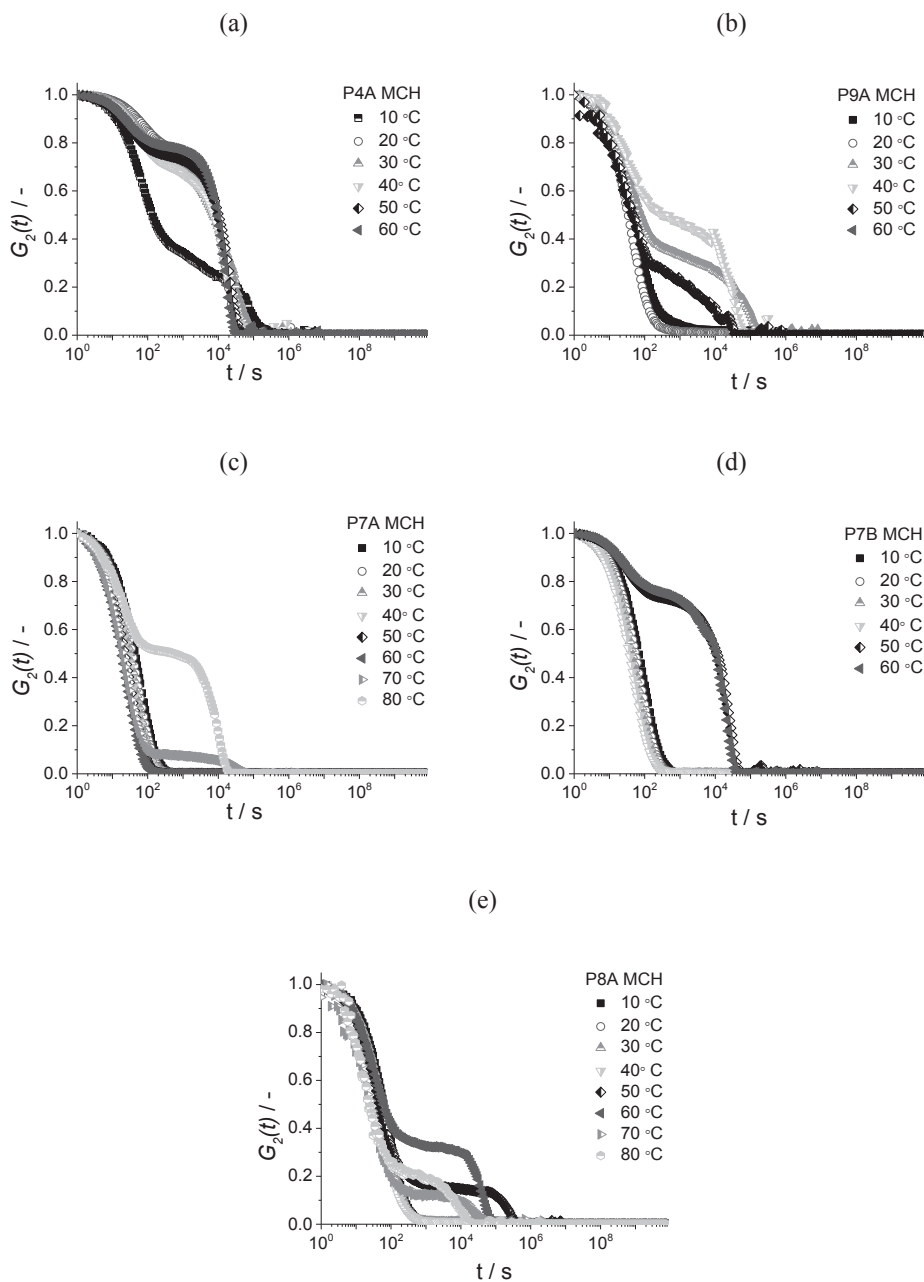 (a)
P4A MCH
10 °C
20 °C
30 °C
40° C
50 °C
60 °C
G2(t) / -
1.0
0.8
0.6
0.4
0.2
0.0
10^0 10^2 10^4 10^6 10^8
t / s
(b)
P9A MCH
10 °C
20 °C
30 °C
40° C
50 °C
60 °C
G2(t) / -
1.0
0.8
0.6
0.4
0.2
0.0
10^0 10^2 10^4 10^6 10^8
t / s
(c)
P7A MCH
10 °C
20 °C
30 °C
40° C
50 °C
60 °C
70 °C
80 °C
G2(t) / -
1.0
0.8
0.6
0.4
0.2
0.0
10^0 10^2 10^4 10^6 10^8
t / s
(d)
P7B MCH
10 °C
20 °C
30 °C
40° C
50 °C
60 °C
G2(t) / -
1.0
0.8
0.6
0.4
0.2
0.0
10^0 10^2 10^4 10^6 10^8
t / s
(e)
P8A MCH
10 °C
20 °C
30 °C
40° C
50 °C
60 °C
70 °C
80 °C
G2(t) / -
1.0
0.8
0.6
0.4
0.2
0.0
10^0 10^2 10^4 10^6 10^8
t / s